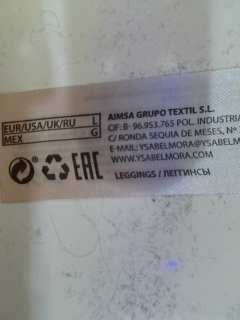 AIMSA GRUPO TEXTIL S.L.
CIF: B- 96.953.765 POL. INDUSTRIA
C/ RONDA SEQUIA DE MESES, Nº
E-MAIL: YSABELMORA@YSABELM
WWW.YSABELMORA.COM
EUR/USA/UK/RU L
MEX G
EAC
LEGGINGS / ЛЕГГИНСЫ